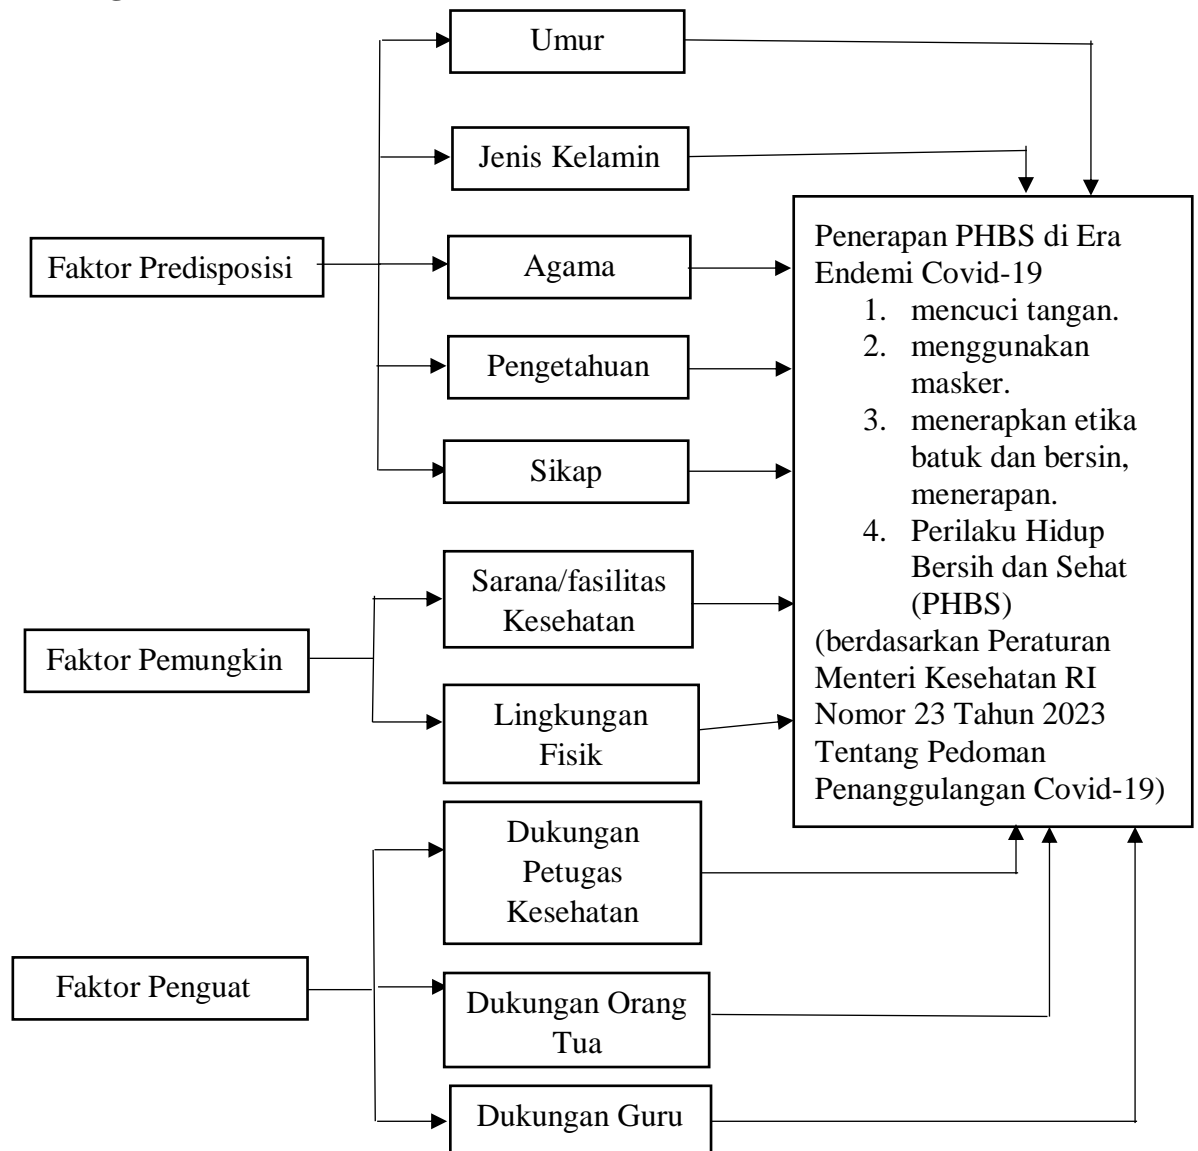 Umur
Jenis Kelamin
Faktor Predisposisi
Agama
Pengetahuan
Sikap
Sarana/fasilitas
Kesehatan
Faktor Pemungkin
Lingkungan
Fisik
Dukungan
Petugas
Kesehatan
Faktor Penguat
Dukungan Orang
Tua
Dukungan Guru
Penerapan PHBS di Era
Endemi Covid-19
1. mencuci tangan.
2. menggunakan
masker.
3. menerapkan etika
batuk dan bersin,
menerapan.
4. Perilaku Hidup
Bersih dan Sehat
(PHBS)
(berdasarkan Peraturan
Menteri Kesehatan RI
Nomor 23 Tahun 2023
Tentang Pedoman
Penanggulangan Covid-19)